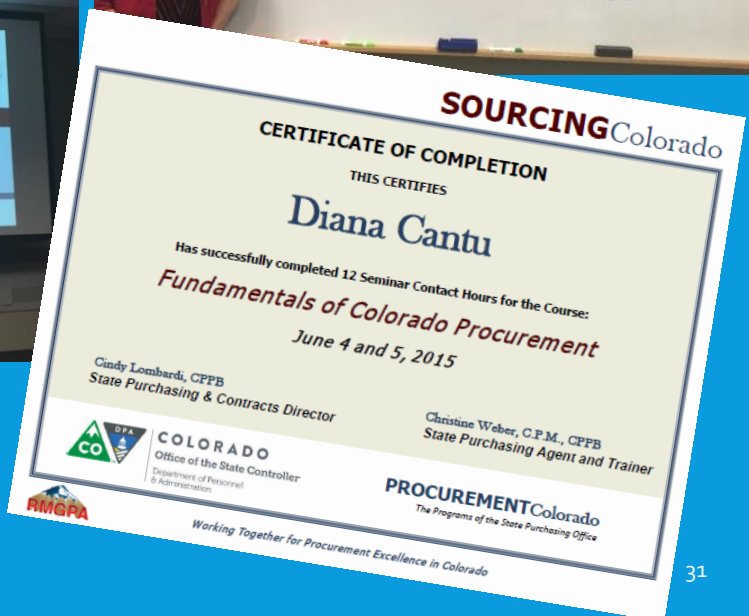 SOURCINGColorado
CERTIFICATE OF COMPLETION
THIS CERTIFIES
Diana Cantu
Has successfully completed 12 Seminar Contact Hours for the Course:
Fundamentals of Colorado Procurement
June 4 and 5, 2015
Cindy Lombardi, CPPB
State Purchasing & Contracts Director
Christine Weber, C.P.M., CPPB
State Purchasing Agent and Trainer
CO
DPA
COLORADO
Office of the State Controller
Department of Personnel
& Administration
PROCUREMENTColorado
The Programs of the State Purchasing Office
RMGPA
Working Together for Procurement Excellence in Colorado
31